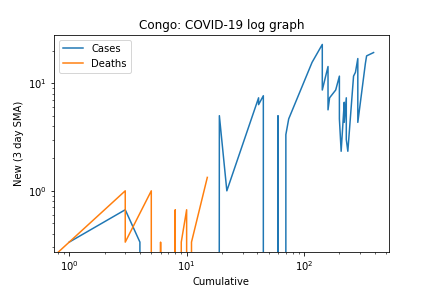 Congo: COVID-19 log graph
Cases
Deaths
New (3 day SMA)
10¹
10⁰
10⁰ 10¹ 10²
Cumulative